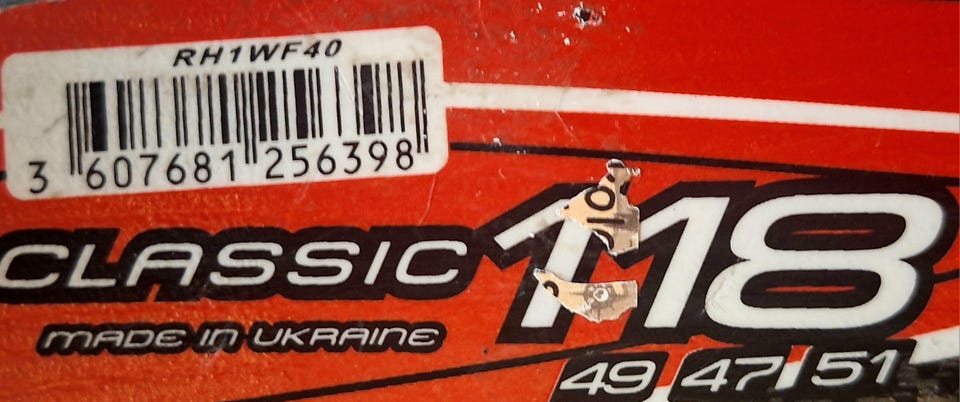 RH1WF40
3 607681 256398
CLASSIC 118
MADE IN UKRAINE
49 47 51